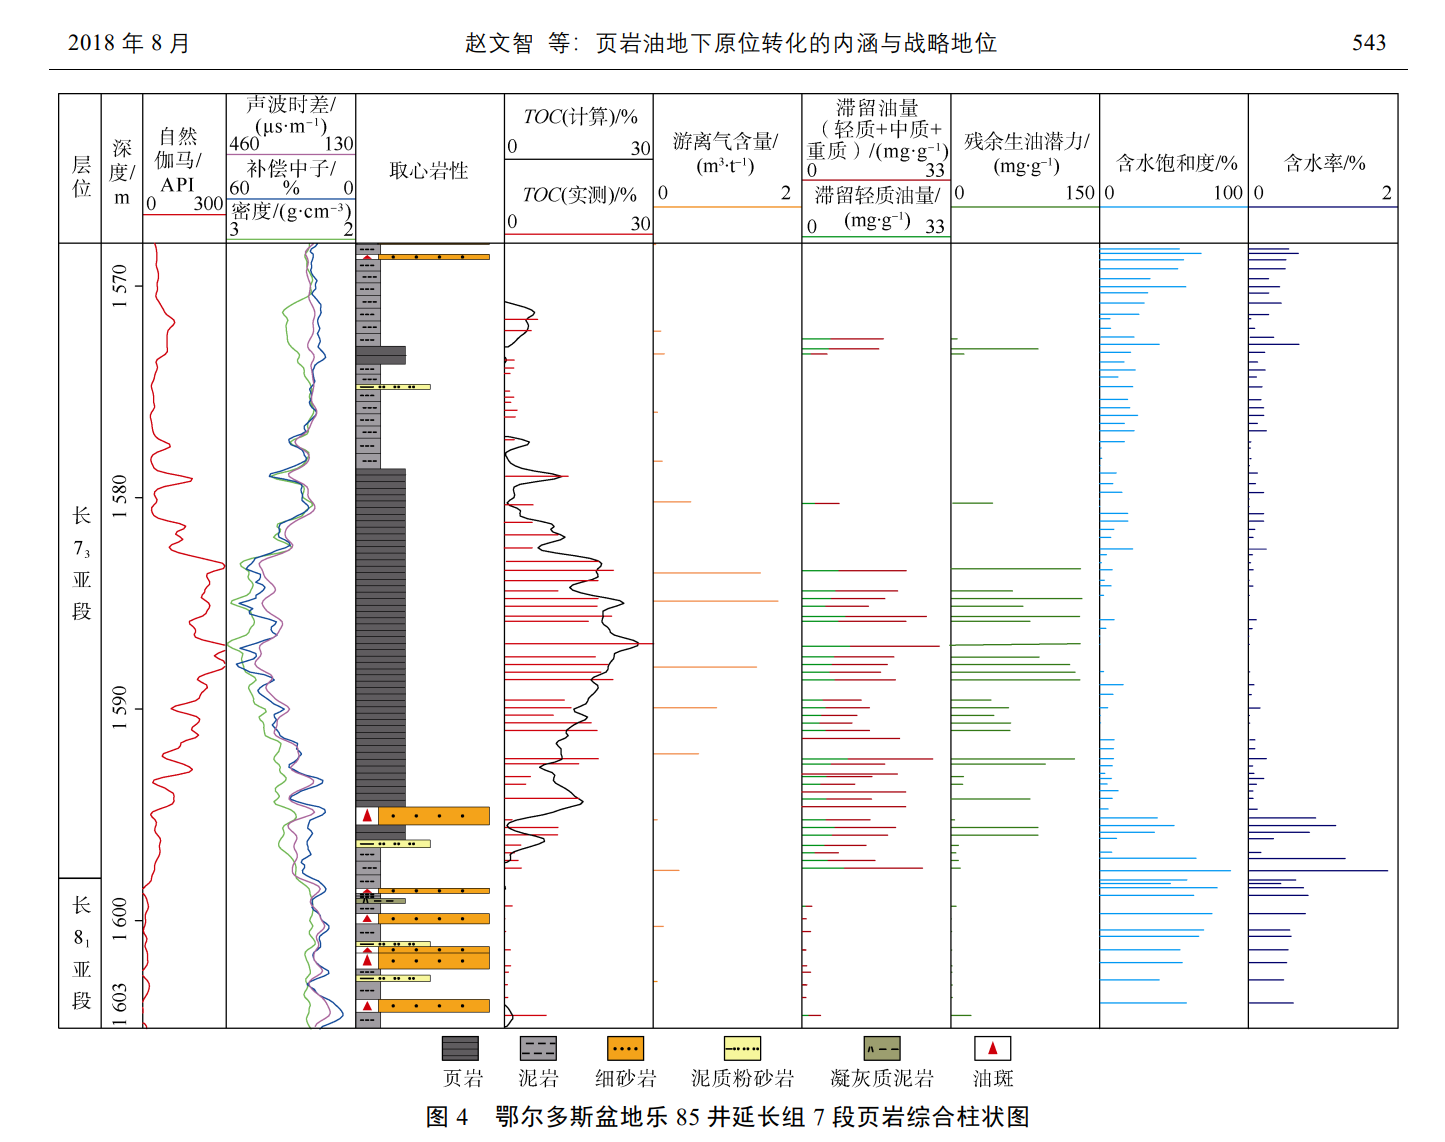 2018 年 8 月
赵文智 等：页岩油地下原位转化的内涵与战略地位
543
层位
深度/m
自然
伽马/
API
0 300
声波时差/
(μs·m⁻¹)
460 130
补偿中子/
60 % 0
密度/(g·cm⁻³)
3 2
取心岩性
TOC(计算)/%
0 30
TOC(实测)/%
0 30
游离气含量/
(m³·t⁻¹)
0 2
滞留油量
（轻质+中质+
重质）/(mg·g⁻¹)
0 33
滞留轻质油量/
(mg·g⁻¹)
0 33
残余生油潜力/
(mg·g⁻¹)
0 150
含水饱和度/%
0 100
含水率/%
0 2
长7₃亚段
长8₁亚段
1 570
1 580
1 590
1 600
1 603
页岩 泥岩 细砂岩 泥质粉砂岩 凝灰质泥岩 油斑
图 4 鄂尔多斯盆地乐 85 井延长组 7 段页岩综合柱状图